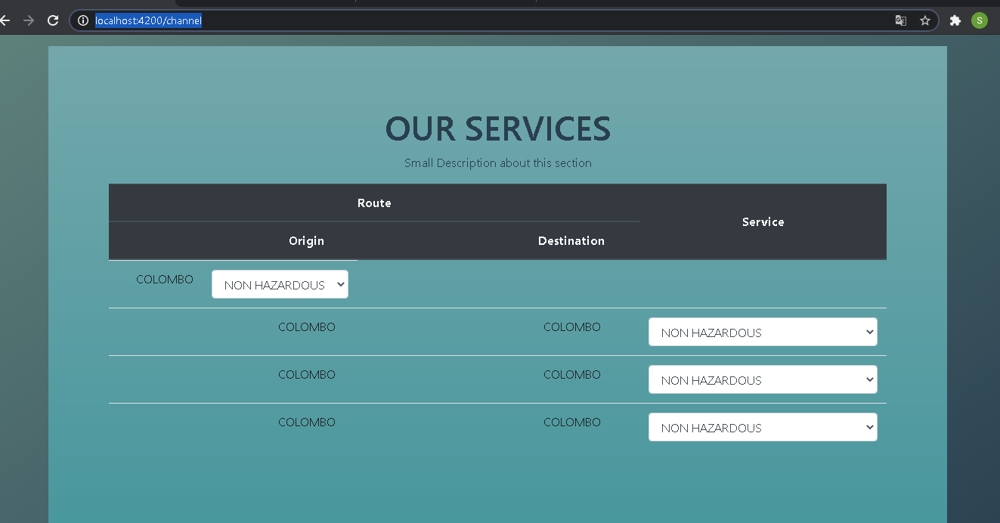 localhost:4200/channel
S
OUR SERVICES
Small Description about this section
Route
Service
Origin Destination
COLOMBO NON HAZARDOUS
COLOMBO COLOMBO NON HAZARDOUS
COLOMBO COLOMBO NON HAZARDOUS
COLOMBO COLOMBO NON HAZARDOUS